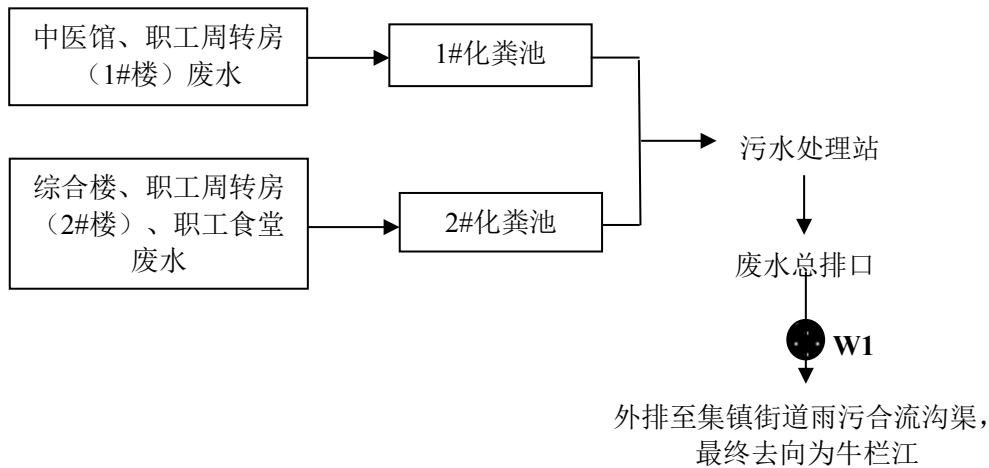 中医馆、职工周转房
（1#楼）废水
1#化粪池
综合楼、职工周转房
（2#楼）、职工食堂
废水
2#化粪池
污水处理站
废水总排口
W1
外排至集镇街道雨污合流沟渠，
最终去向为牛栏江